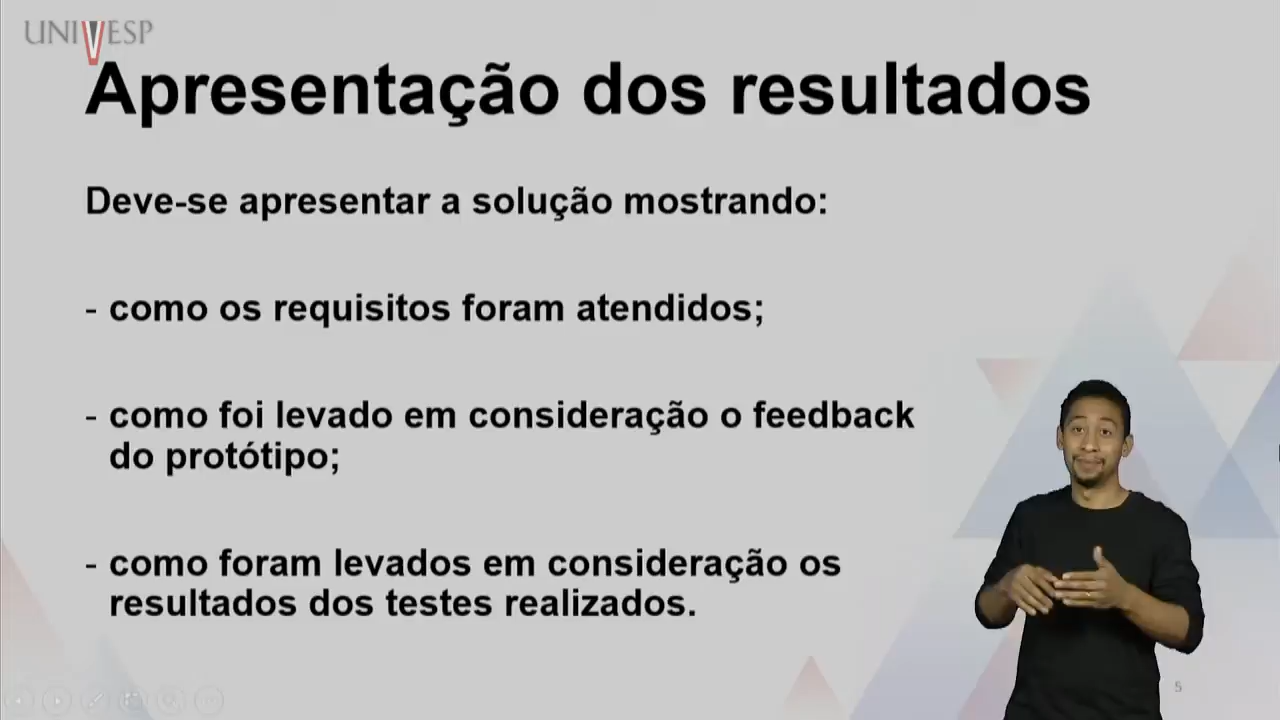 UNIVESP
Apresentação dos resultados
Deve-se apresentar a solução mostrando:
- como os requisitos foram atendidos;
- como foi levado em consideração o feedback
do protótipo;
- como foram levados em consideração os
resultados dos testes realizados.
5